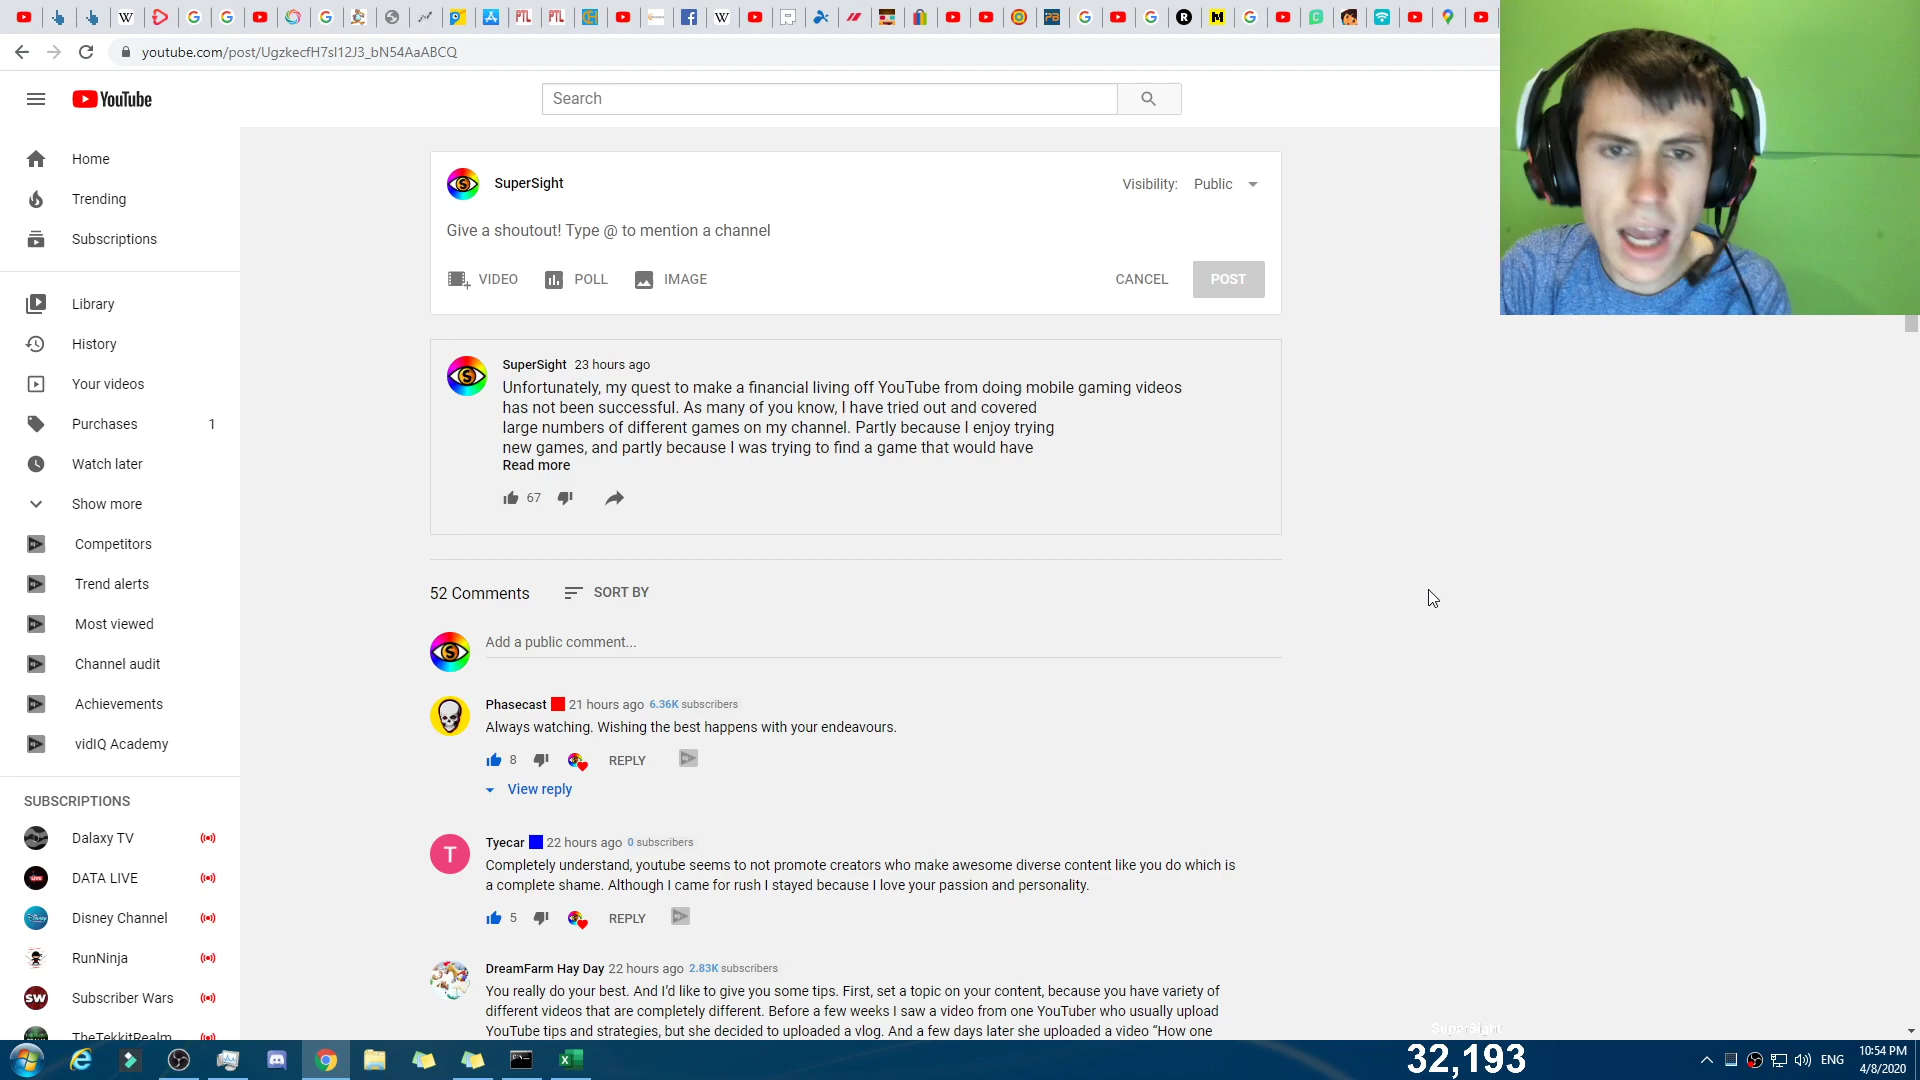 youtube.com/post/UgzkecfH7sl12J3_bN54AaABCQ
YouTube
Search
Home
Trending
Subscriptions
Library
History
Your videos
Purchases 1
Watch later
Show more
Competitors
Trend alerts
Most viewed
Channel audit
Achievements
vidIQ Academy
SUBSCRIPTIONS
Dalaxy TV
DATA LIVE
Disney Channel
RunNinja
Subscriber Wars
TheTekkitRealm
SuperSight
Visibility: Public
Give a shoutout! Type @ to mention a channel
VIDEO POLL IMAGE CANCEL POST
SuperSight 23 hours ago
Unfortunately, my quest to make a financial living off YouTube from doing mobile gaming videos
has not been successful. As many of you know, I have tried out and covered
large numbers of different games on my channel. Partly because I enjoy trying
new games, and partly because I was trying to find a game that would have
Read more
67
52 Comments SORT BY
Add a public comment...
Phasecast 21 hours ago 6.36K subscribers
Always watching. Wishing the best happens with your endeavours.
8 REPLY
View reply
T
Tyecar 22 hours ago 0 subscribers
Completely understand, youtube seems to not promote creators who make awesome diverse content like you do which is
a complete shame. Although I came for rush I stayed because I love your passion and personality.
5 REPLY
DreamFarm Hay Day 22 hours ago 2.83K subscribers
You really do your best. And I'd like to give you some tips. First, set a topic on your content, because you have variety of
different videos that are completely different. Before a few weeks I saw a video from one YouTuber who usually upload
YouTube tips and strategies, but she decided to uploaded a vlog. And a few days later she uploaded a video “How one
SuperSight
32,193
ENG
10:54 PM
4/8/2020